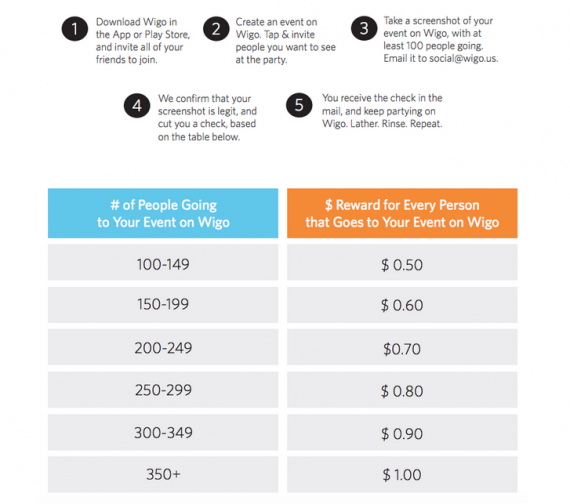 1
Download Wigo in
the App or Play Store,
and invite all of your
friends to join.
2
Create an event on
Wigo. Tap & invite
people you want to see
at the party.
3
Take a screenshot of your
event on Wigo, with at
least 100 people going.
Email it to social@wigo.us.
4
We confirm that your
screenshot is legit, and
cut you a check, based
on the table below.
5
You receive the check in the
mail, and keep partying on
Wigo. Lather. Rinse. Repeat.
# of People Going
to Your Event on Wigo
$ Reward for Every Person
that Goes to Your Event on Wigo
100-149
$ 0.50
150-199
$ 0.60
200-249
$0.70
250-299
$ 0.80
300-349
$ 0.90
350+
$ 1.00